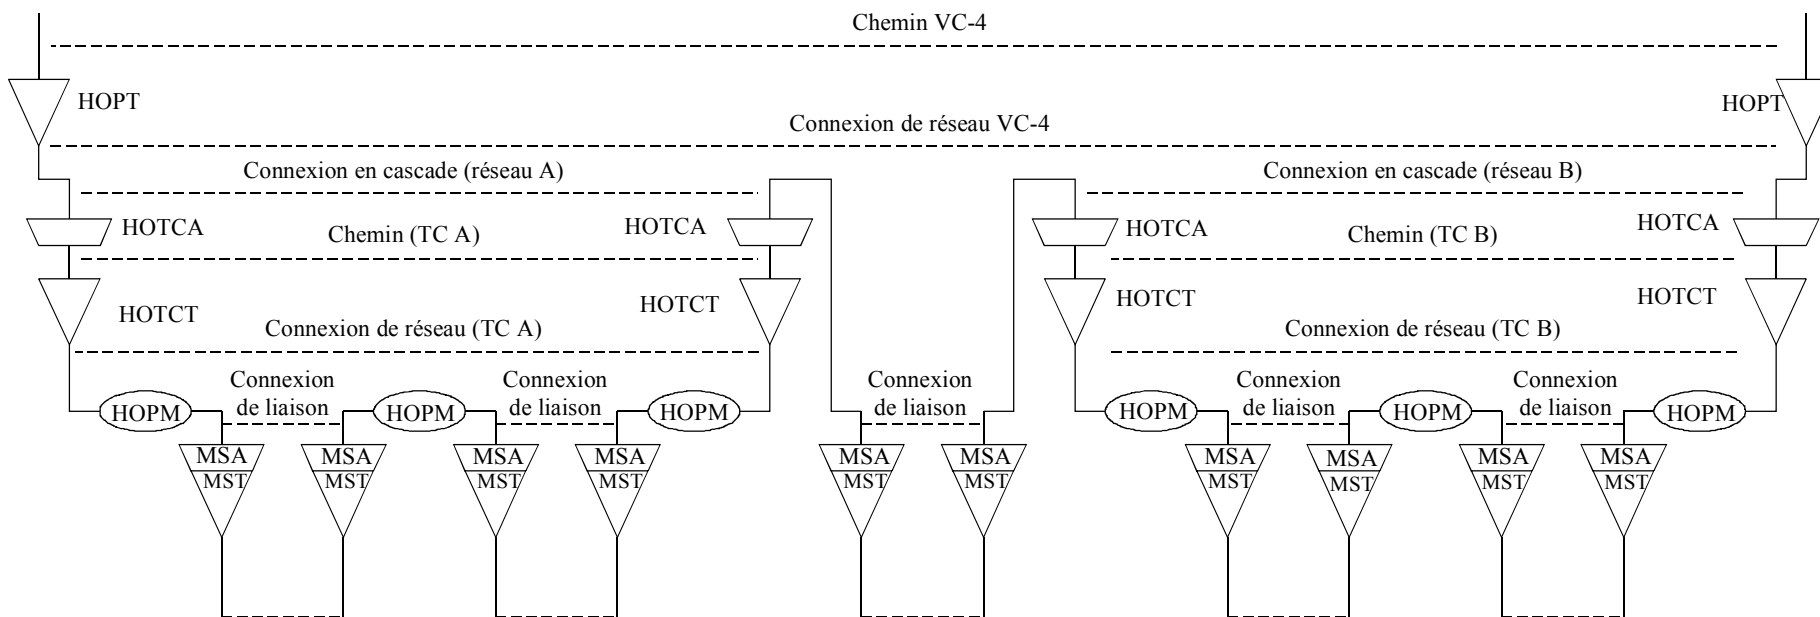 Chemin VC-4
HOPT
HOPT
Connexion de réseau VC-4
Connexion en cascade (réseau A)
Connexion en cascade (réseau B)
HOTCA
Chemin (TC A)
HOTCA
HOTCA
Chemin (TC B)
HOTCA
HOTCT
HOTCT
HOTCT
HOTCT
Connexion de réseau (TC A)
Connexion de réseau (TC B)
HOPM
Connexion
de liaison
HOPM
Connexion
de liaison
HOPM
Connexion
de liaison
HOPM
Connexion
de liaison
HOPM
Connexion
de liaison
HOPM
MSA
MSA
MSA
MSA
MSA
MSA
MSA
MSA
MSA
MSA
MST
MST
MST
MST
MST
MST
MST
MST
MST
MST